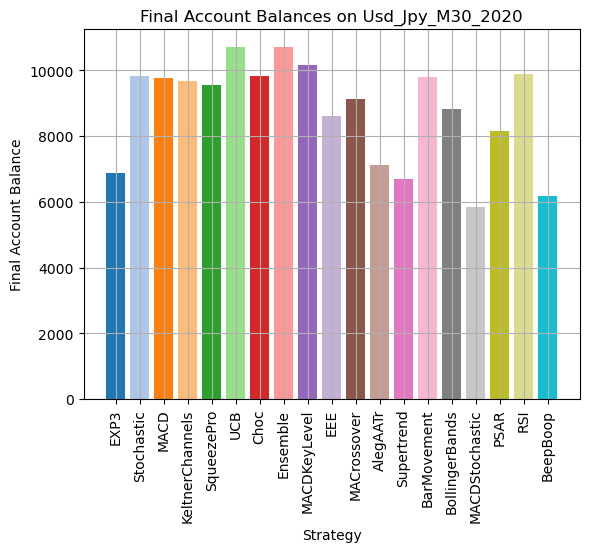 Final Account Balances on Usd_Jpy_M30_2020
Final Account Balance
10000
8000
6000
4000
2000
0
EXP3
Stochastic
MACD
KeltnerChannels
SqueezePro
UCB
Choc
Ensemble
MACDKeyLevel
EEE
MACrossover
AlegAATr
Supertrend
BarMovement
BollingerBands
MACDStochastic
PSAR
RSI
BeepBoop
Strategy